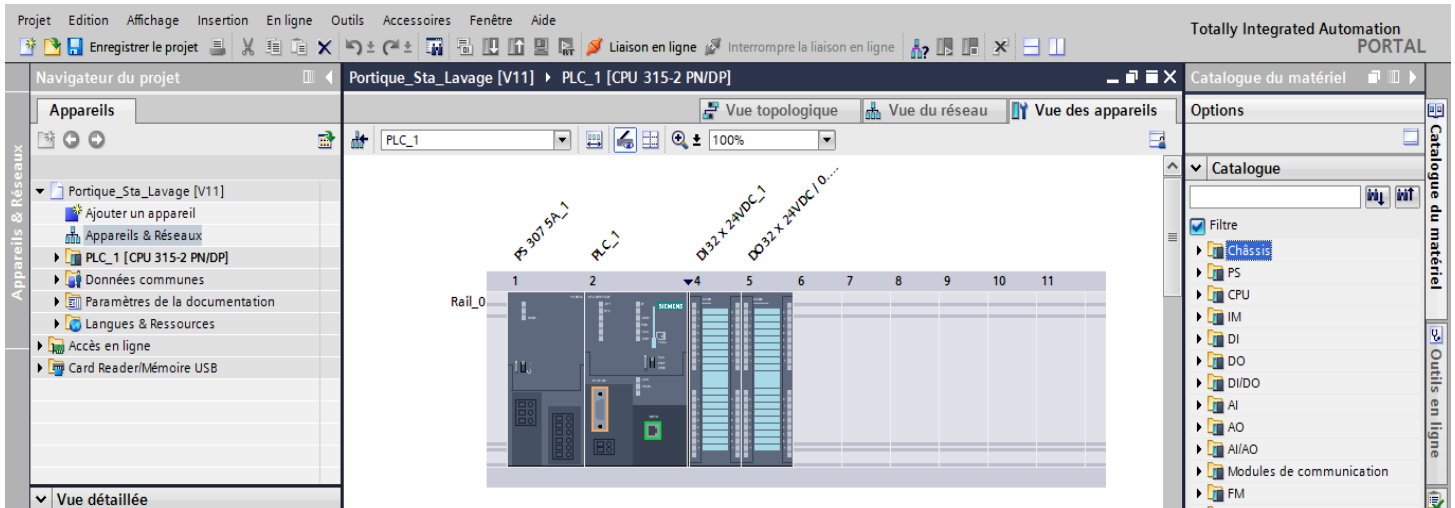 Projet Edition Affichage Insertion En ligne Outils Accessoires Fenêtre Aide
Totally Integrated Automation
PORTAL
Enregistrer le projet Liaison en ligne Interrompre la liaison en ligne
Navigateur du projet
Appareils
Portique_Sta_Lavage [V11]
Ajouter un appareil
Appareils & Réseaux
PLC_1 [CPU 315-2 PN/DP]
Données communes
Paramètres de la documentation
Langues & Ressources
Accès en ligne
Card Reader/Mémoire USB
Vue détaillée
Appareils & Réseaux
Portique_Sta_Lavage [V11] PLC_1 [CPU 315-2 PN/DP]
Vue topologique Vue du réseau Vue des appareils
PLC_1 100%
PS 307 5A_1
PLC_1
DI32 x 24VDC_1
DO32 x 24VDC / 0....
1 2 4 5 6 7 8 9 10 11
Rail_0
SIEMENS
Catalogue du matériel
Options
Catalogue
Filtre
Châssis
PS
CPU
IM
DI
DO
DI/DO
AI
AO
AI/AO
Modules de communication
FM
Catalogue du matériel
Outils en ligne